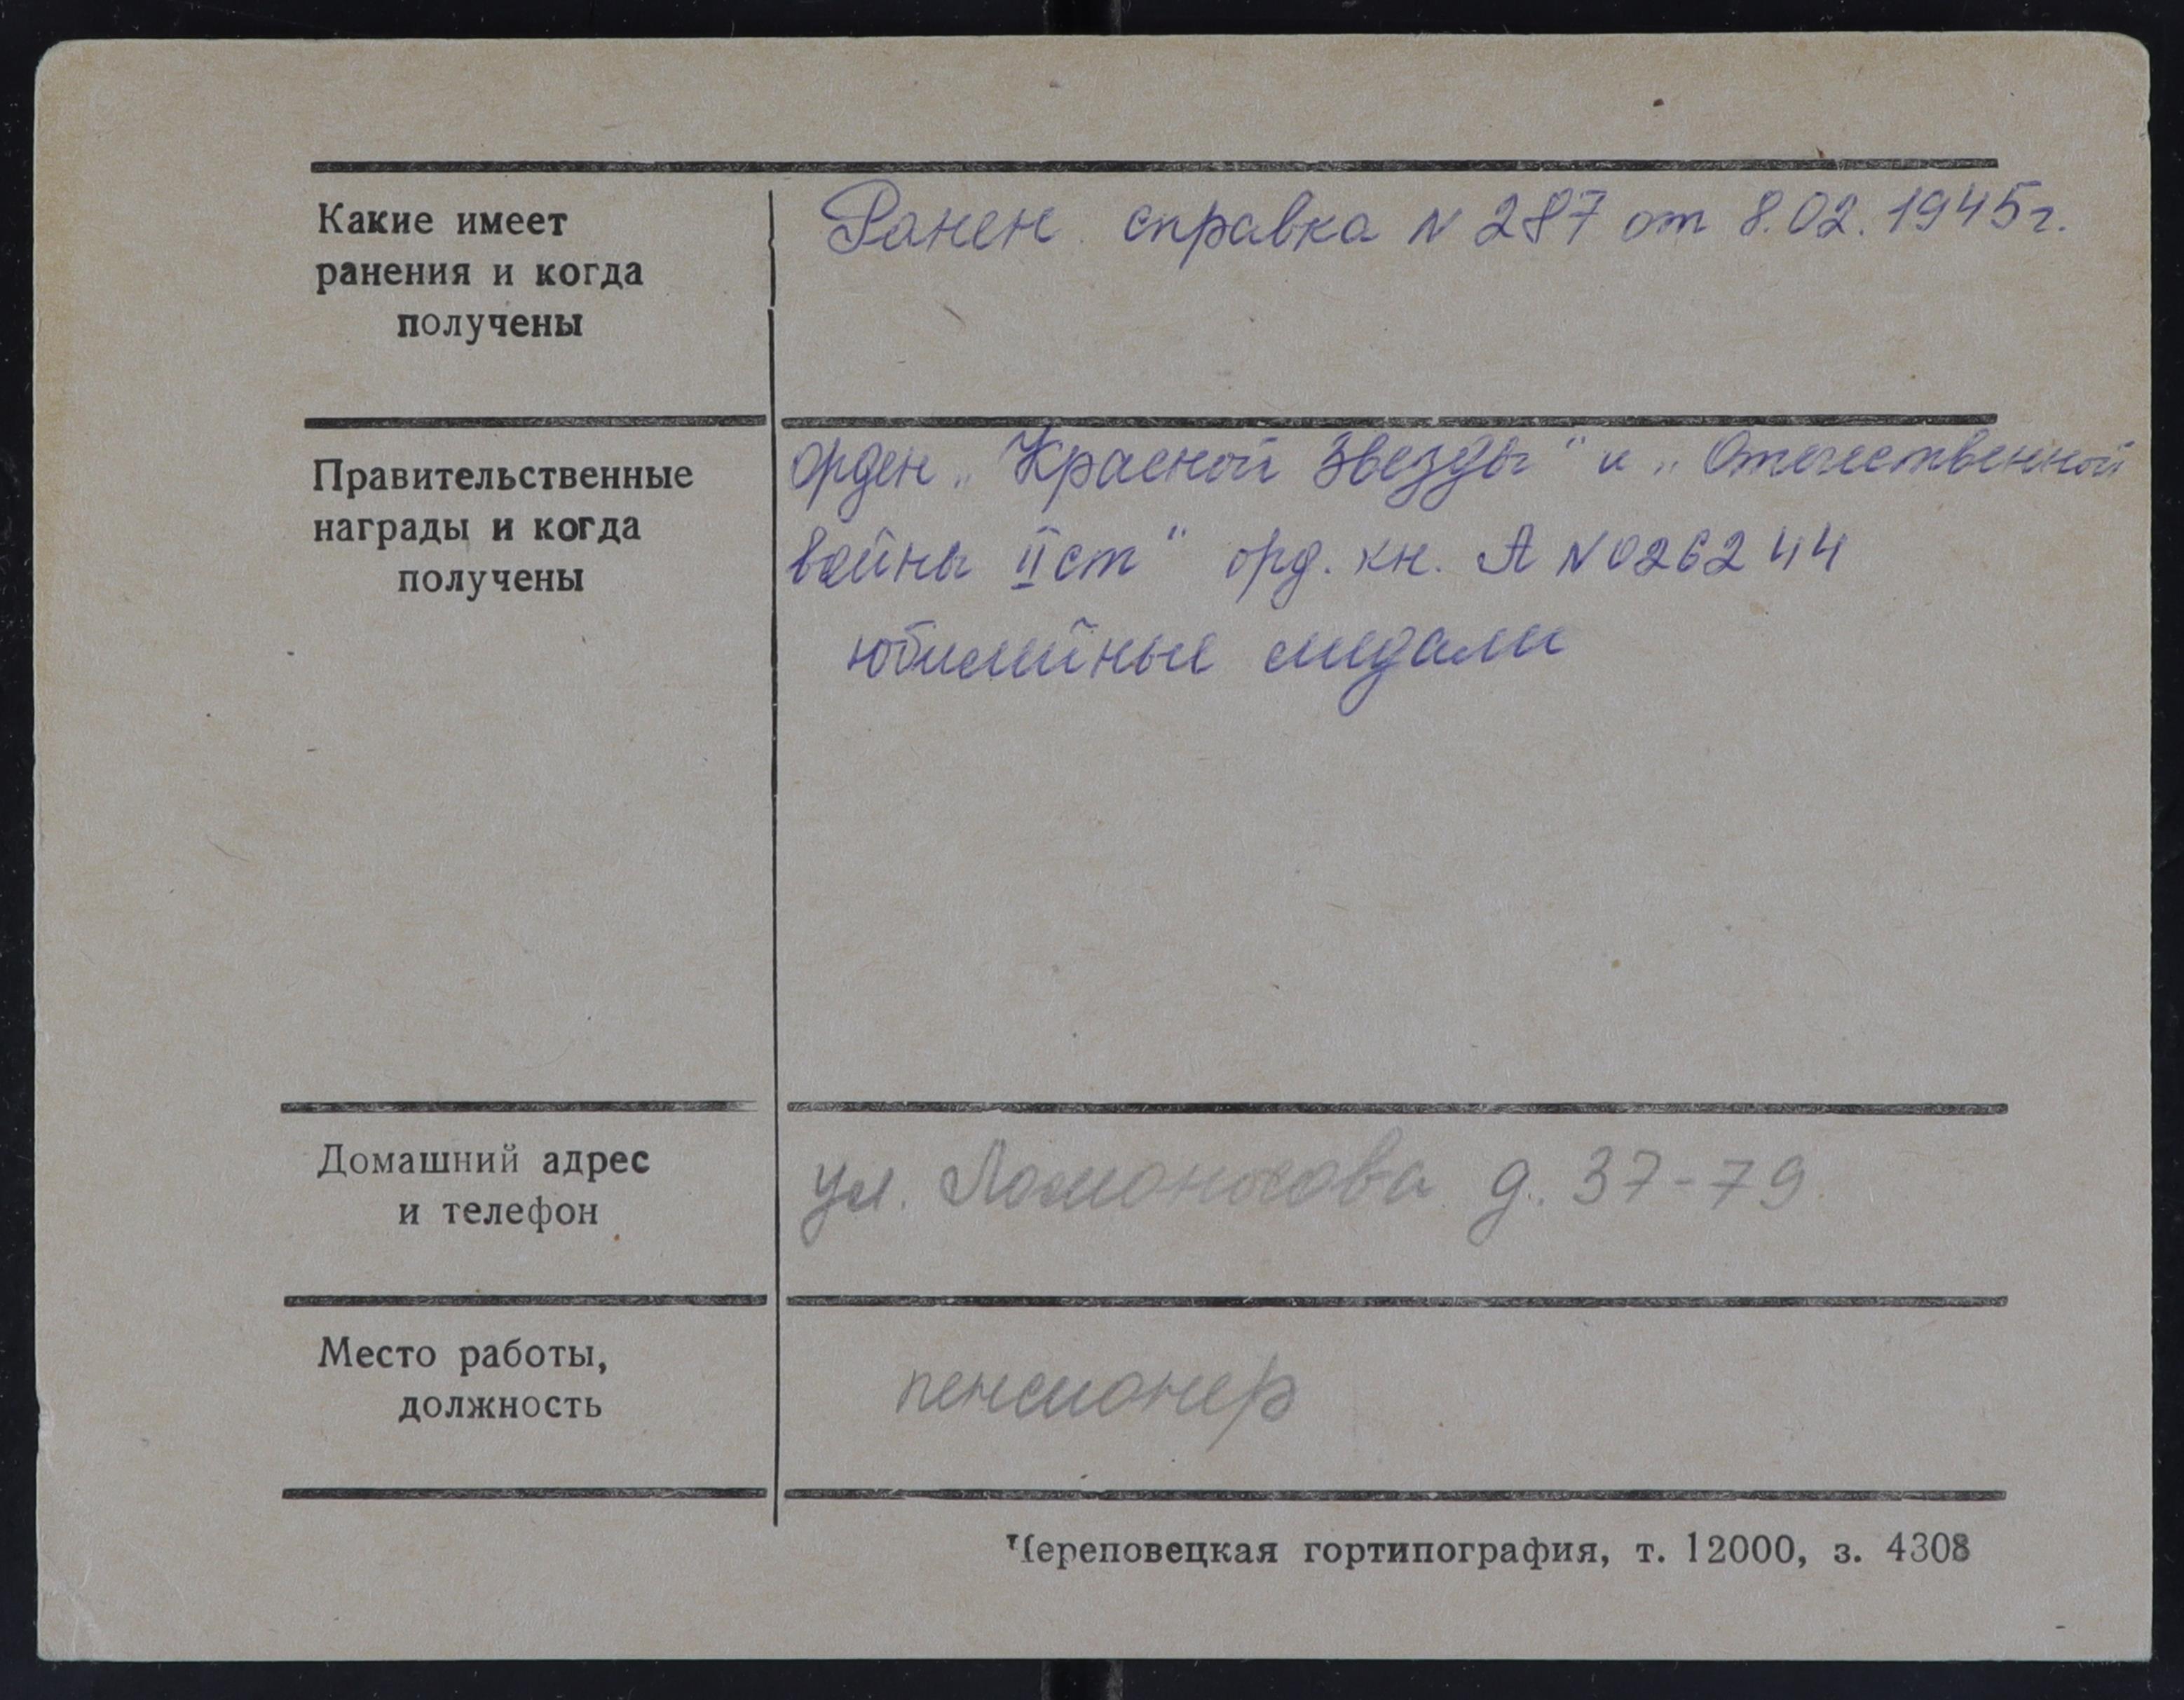 Какие имеет
ранения и когда
получены
Ранен. справка N 287 от 8.02.1945г.
Правительственные
награды и когда
получены
орден „Красной Звезды" и „Отечественной
войны II ст" орд. кн. А N 026244
юбилейные медали
Домашний адрес
и телефон
ул. Ломоносова д. 37-79
Место работы,
должность
пенсионер
Череповецкая гортипография, т. 12000, з. 4308